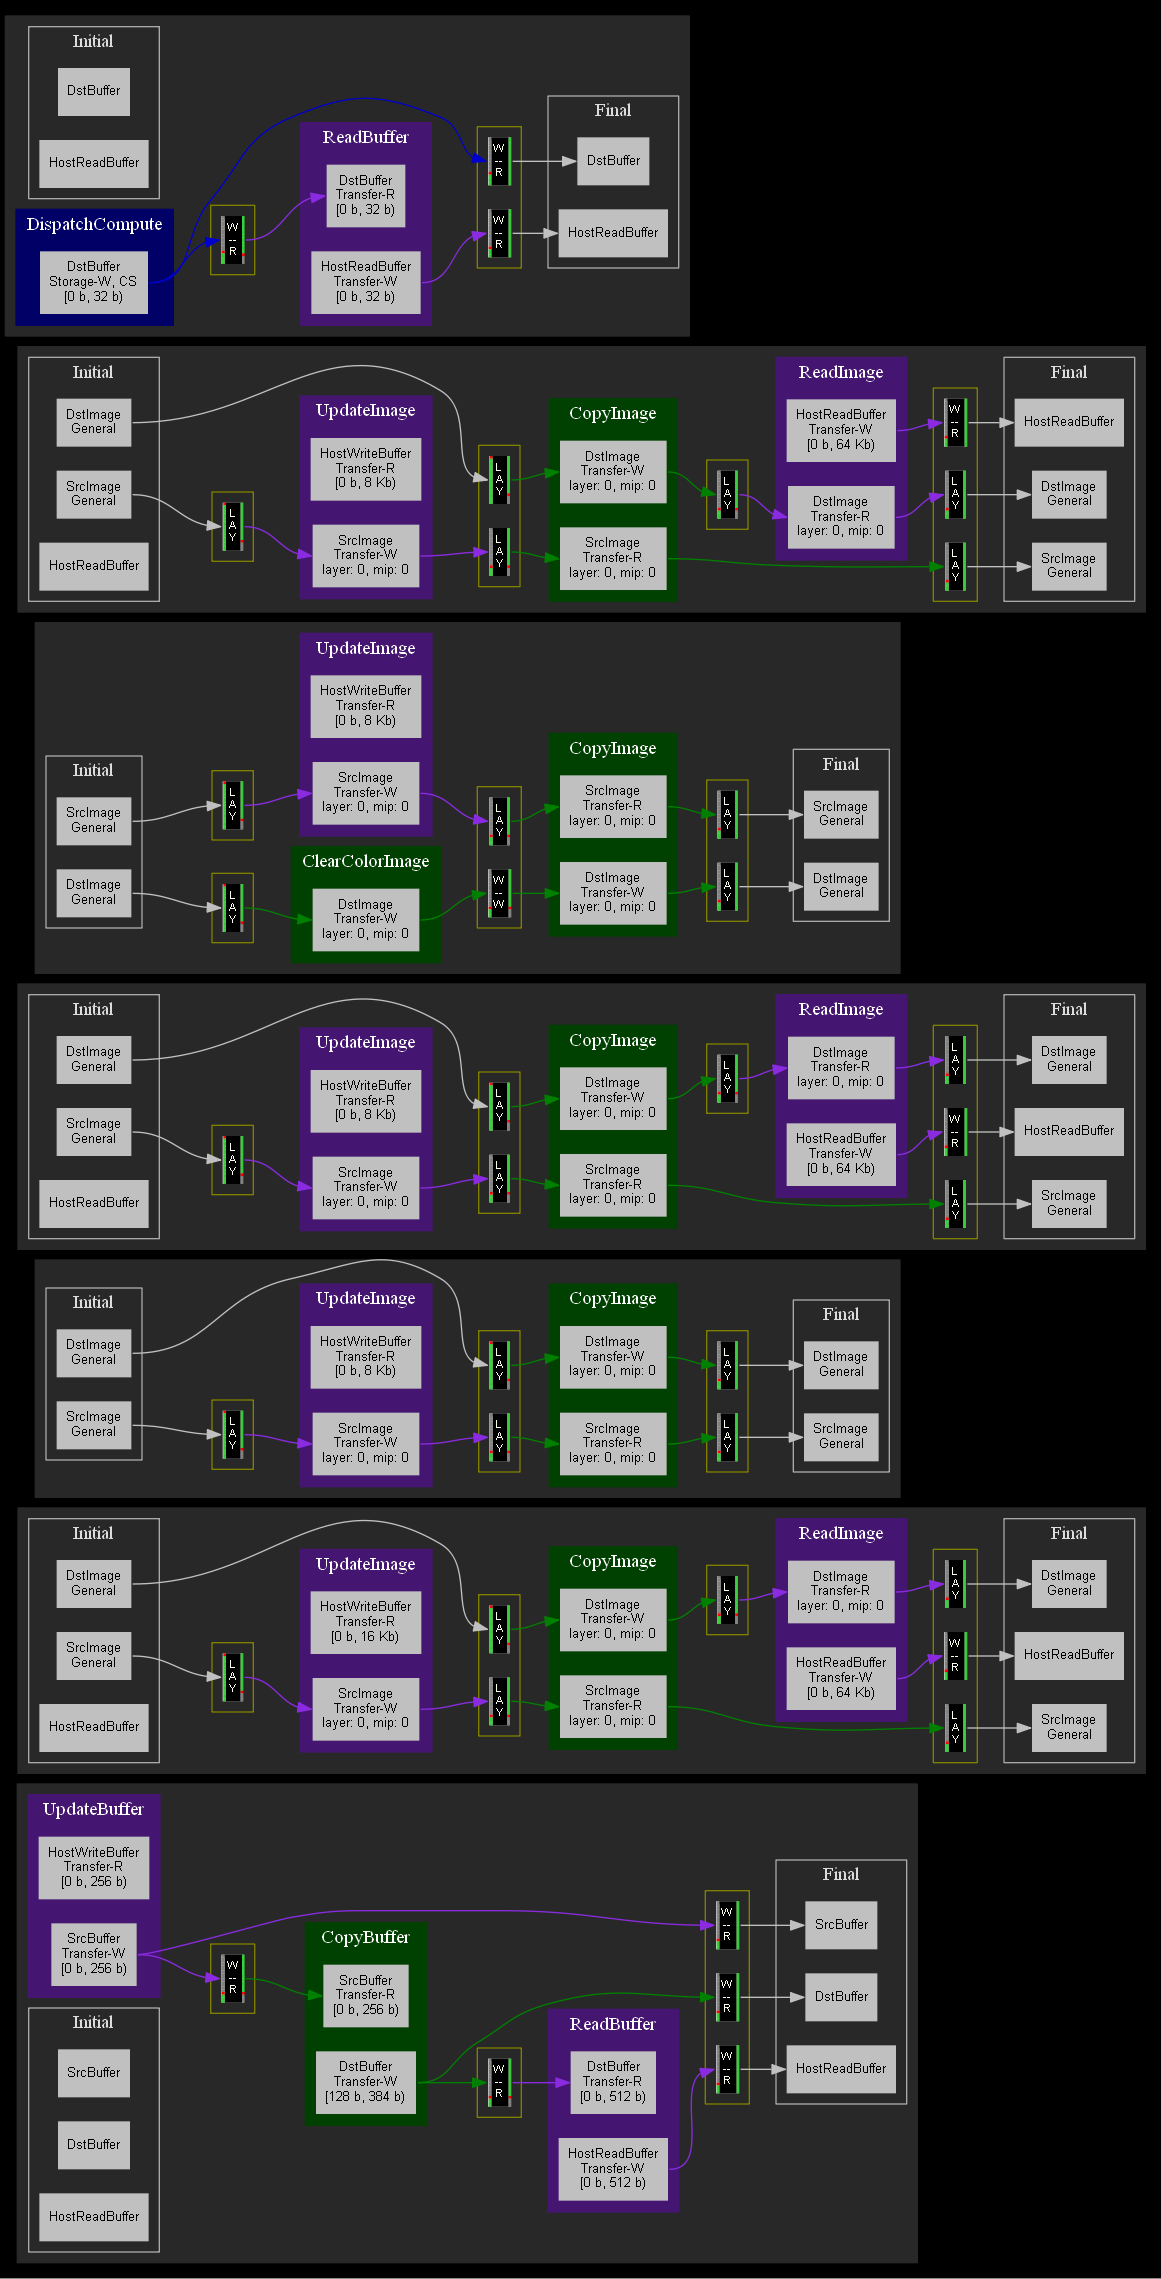 Initial
DstBuffer
HostReadBuffer
DispatchCompute
DstBuffer
Storage-W, CS
[0 b, 32 b)
W
--
R
ReadBuffer
DstBuffer
Transfer-R
[0 b, 32 b)
HostReadBuffer
Transfer-W
[0 b, 32 b)
W
--
R
W
--
R
Final
DstBuffer
HostReadBuffer
Initial
DstImage
General
SrcImage
General
HostReadBuffer
L
A
Y
UpdateImage
HostWriteBuffer
Transfer-R
[0 b, 8 Kb)
SrcImage
Transfer-W
layer: 0, mip: 0
L
A
Y
L
A
Y
CopyImage
DstImage
Transfer-W
layer: 0, mip: 0
SrcImage
Transfer-R
layer: 0, mip: 0
L
A
Y
ReadImage
HostReadBuffer
Transfer-W
[0 b, 64 Kb)
DstImage
Transfer-R
layer: 0, mip: 0
W
--
R
L
A
Y
L
A
Y
Final
HostReadBuffer
DstImage
General
SrcImage
General
Initial
SrcImage
General
DstImage
General
L
A
Y
L
A
Y
UpdateImage
HostWriteBuffer
Transfer-R
[0 b, 8 Kb)
SrcImage
Transfer-W
layer: 0, mip: 0
ClearColorImage
DstImage
Transfer-W
layer: 0, mip: 0
L
A
Y
W
--
W
CopyImage
SrcImage
Transfer-R
layer: 0, mip: 0
DstImage
Transfer-W
layer: 0, mip: 0
L
A
Y
L
A
Y
Final
SrcImage
General
DstImage
General
Initial
DstImage
General
SrcImage
General
HostReadBuffer
L
A
Y
UpdateImage
HostWriteBuffer
Transfer-R
[0 b, 8 Kb)
SrcImage
Transfer-W
layer: 0, mip: 0
L
A
Y
L
A
Y
CopyImage
DstImage
Transfer-W
layer: 0, mip: 0
SrcImage
Transfer-R
layer: 0, mip: 0
L
A
Y
ReadImage
DstImage
Transfer-R
layer: 0, mip: 0
HostReadBuffer
Transfer-W
[0 b, 64 Kb)
L
A
Y
W
--
R
L
A
Y
Final
DstImage
General
HostReadBuffer
SrcImage
General
Initial
DstImage
General
SrcImage
General
L
A
Y
UpdateImage
HostWriteBuffer
Transfer-R
[0 b, 8 Kb)
SrcImage
Transfer-W
layer: 0, mip: 0
L
A
Y
L
A
Y
CopyImage
DstImage
Transfer-W
layer: 0, mip: 0
SrcImage
Transfer-R
layer: 0, mip: 0
L
A
Y
L
A
Y
Final
DstImage
General
SrcImage
General
Initial
DstImage
General
SrcImage
General
HostReadBuffer
L
A
Y
UpdateImage
HostWriteBuffer
Transfer-R
[0 b, 16 Kb)
SrcImage
Transfer-W
layer: 0, mip: 0
L
A
Y
L
A
Y
CopyImage
DstImage
Transfer-W
layer: 0, mip: 0
SrcImage
Transfer-R
layer: 0, mip: 0
L
A
Y
ReadImage
DstImage
Transfer-R
layer: 0, mip: 0
HostReadBuffer
Transfer-W
[0 b, 64 Kb)
L
A
Y
W
--
R
L
A
Y
Final
DstImage
General
HostReadBuffer
SrcImage
General
UpdateBuffer
HostWriteBuffer
Transfer-R
[0 b, 256 b)
SrcBuffer
Transfer-W
[0 b, 256 b)
Initial
SrcBuffer
DstBuffer
HostReadBuffer
W
--
R
CopyBuffer
SrcBuffer
Transfer-R
[0 b, 256 b)
DstBuffer
Transfer-W
[128 b, 384 b)
W
--
R
ReadBuffer
DstBuffer
Transfer-R
[0 b, 512 b)
HostReadBuffer
Transfer-W
[0 b, 512 b)
W
--
R
W
--
R
W
--
R
Final
SrcBuffer
DstBuffer
HostReadBuffer